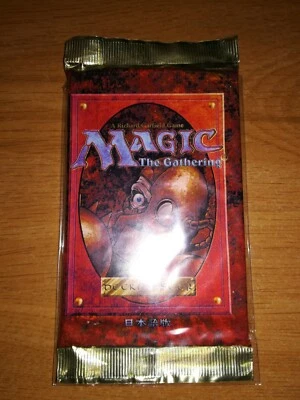 A Richard Garfield Game
MAGIC
The Gathering
日本語版